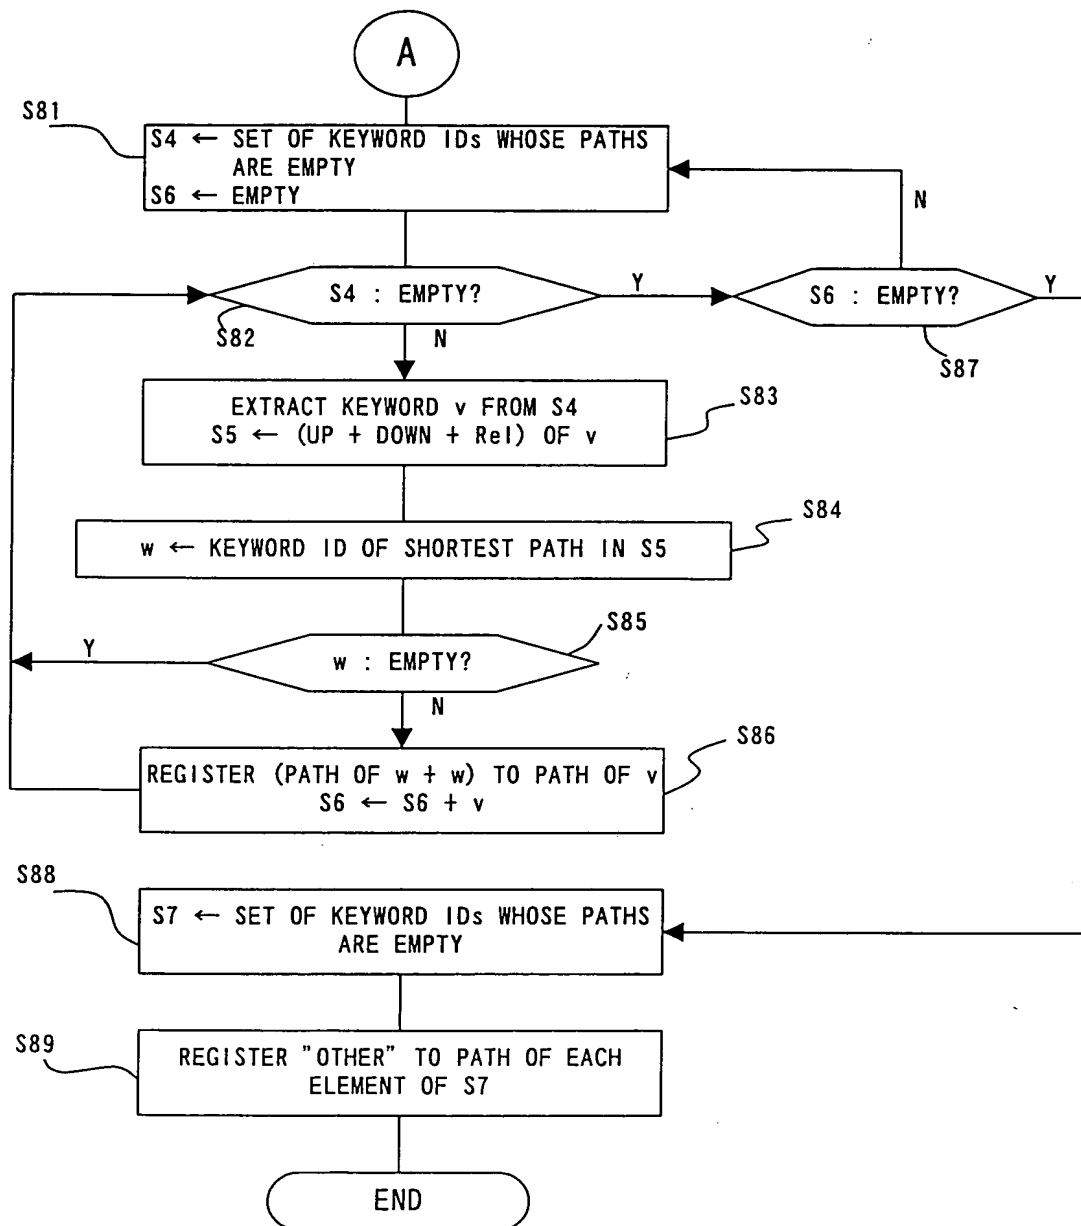 A
S81
S4 ← SET OF KEYWORD IDs WHOSE PATHS
ARE EMPTY
S6 ← EMPTY
N
S4 : EMPTY?
Y
S6 : EMPTY?
Y
S82
N
S87
EXTRACT KEYWORD v FROM S4
S5 ← (UP + DOWN + Rel) OF v
S83
S84
w ← KEYWORD ID OF SHORTEST PATH IN S5
S85
Y
w : EMPTY?
N
S86
REGISTER (PATH OF w + w) TO PATH OF v
S6 ← S6 + v
S88
S7 ← SET OF KEYWORD IDs WHOSE PATHS
ARE EMPTY
S89
REGISTER "OTHER" TO PATH OF EACH
ELEMENT OF S7
END